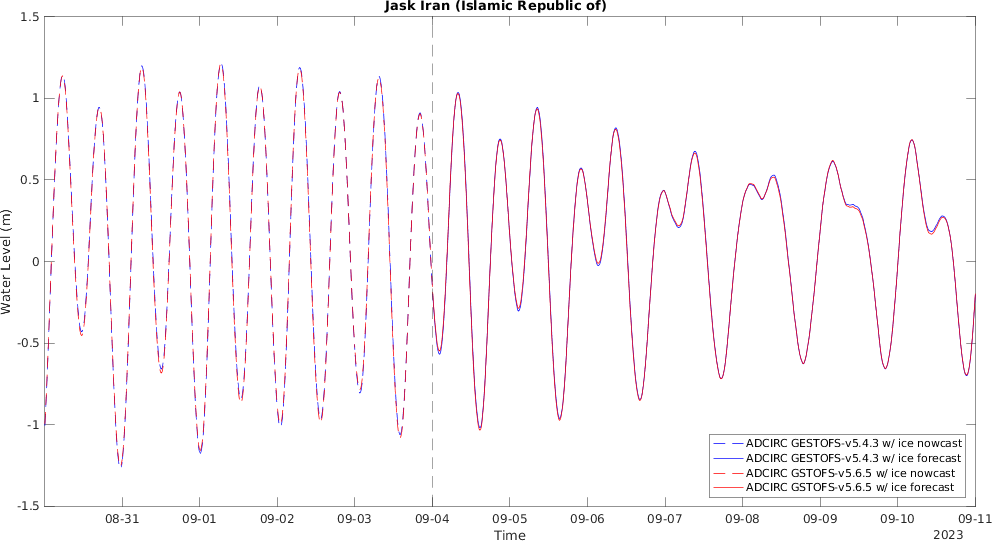 Jask Iran (Islamic Republic of)
1.5
1
0.5
0
-0.5
-1
-1.5
Water Level (m)
08-31
09-01
09-02
09-03
09-04
09-05
09-06
09-07
09-08
09-09
09-10
09-11
Time
2023
ADCIRC GESTOFS-v5.4.3 w/ ice nowcast
ADCIRC GESTOFS-v5.4.3 w/ ice forecast
ADCIRC GSTOFS-v5.6.5 w/ ice nowcast
ADCIRC GSTOFS-v5.6.5 w/ ice forecast